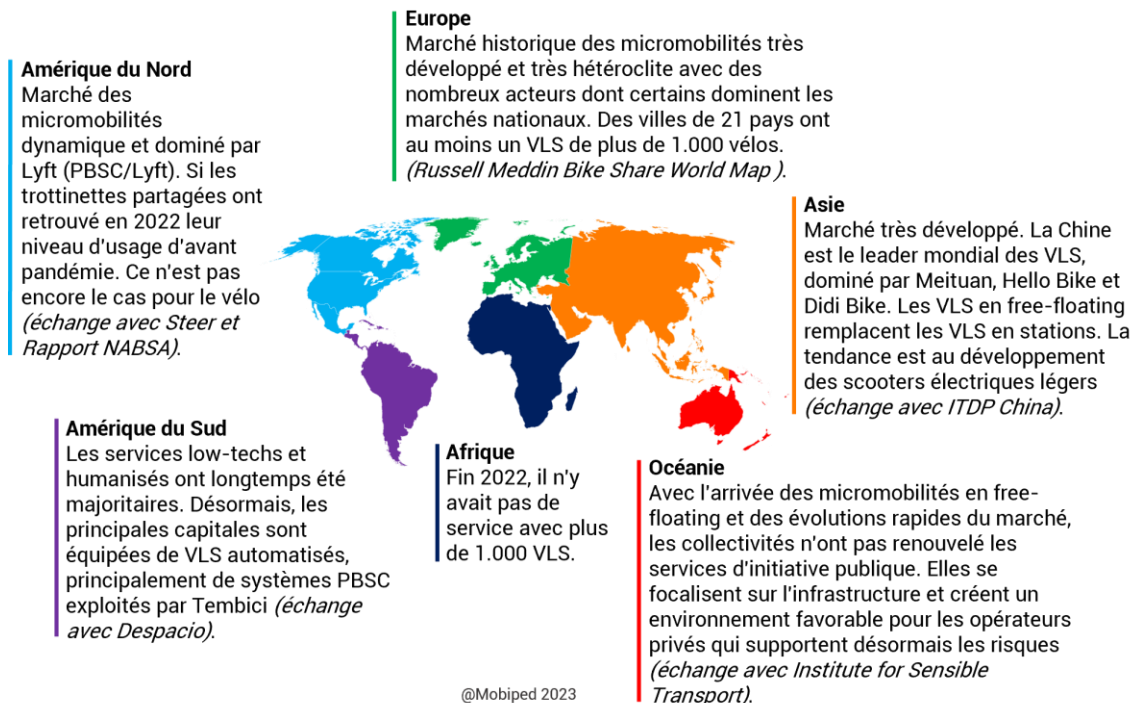 Europe
Marché historique des micromobilités très
développé et très hétéroclite avec des
nombreux acteurs dont certains dominent les
marchés nationaux. Des villes de 21 pays ont
au moins un VLS de plus de 1.000 vélos.
(Russell Meddin Bike Share World Map ).
Amérique du Nord
Marché des
micromobilités
dynamique et dominé par
Lyft (PBSC/Lyft). Si les
trottinettes partagées ont
retrouvé en 2022 leur
niveau d'usage d'avant
pandémie. Ce n'est pas
encore le cas pour le vélo
(échange avec Steer et
Rapport NABSA).
Asie
Marché très développé. La Chine
est le leader mondial des VLS,
dominé par Meituan, Hello Bike et
Didi Bike. Les VLS en free-floating
remplacent les VLS en stations. La
tendance est au développement
des scooters électriques légers
(échange avec ITDP China).
Amérique du Sud
Les services low-techs et
humanisés ont longtemps été
majoritaires. Désormais, les
principales capitales sont
équipées de VLS automatisés,
principalement de systèmes PBSC
exploités par Tembici (échange
avec Despacio).
Afrique
Fin 2022, il n'y
avait pas de
service avec plus
de 1.000 VLS.
Océanie
Avec l'arrivée des micromobilités en free-
floating et des évolutions rapides du marché,
les collectivités n'ont pas renouvelé les
services d'initiative publique. Elles se
focalisent sur l'infrastructure et créent un
environnement favorable pour les opérateurs
privés qui supportent désormais les risques
(échange avec Institute for Sensible
Transport).
@Mobiped 2023